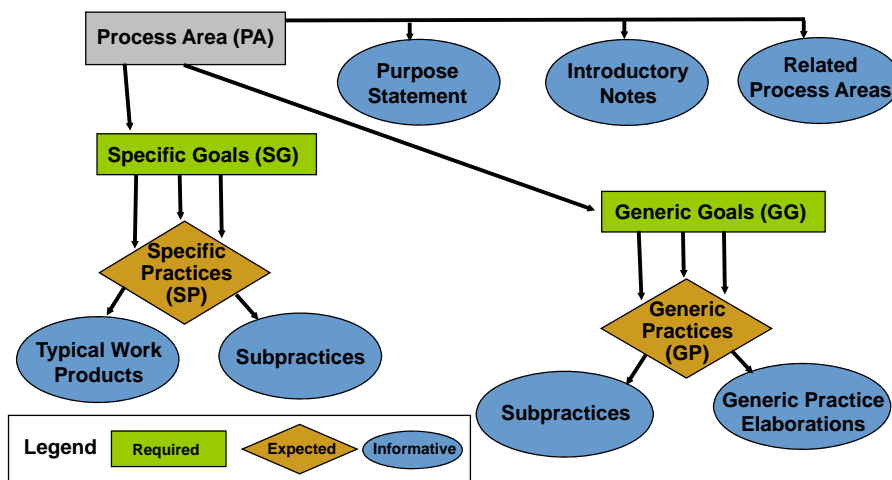 Process Area (PA)
Purpose
Statement
Introductory
Notes
Related
Process Areas
Specific Goals (SG)
Generic Goals (GG)
Specific
Practices
(SP)
Generic
Practices
(GP)
Typical Work
Products
Subpractices
Subpractices
Generic Practice
Elaborations
Legend
Required
Expected
Informative